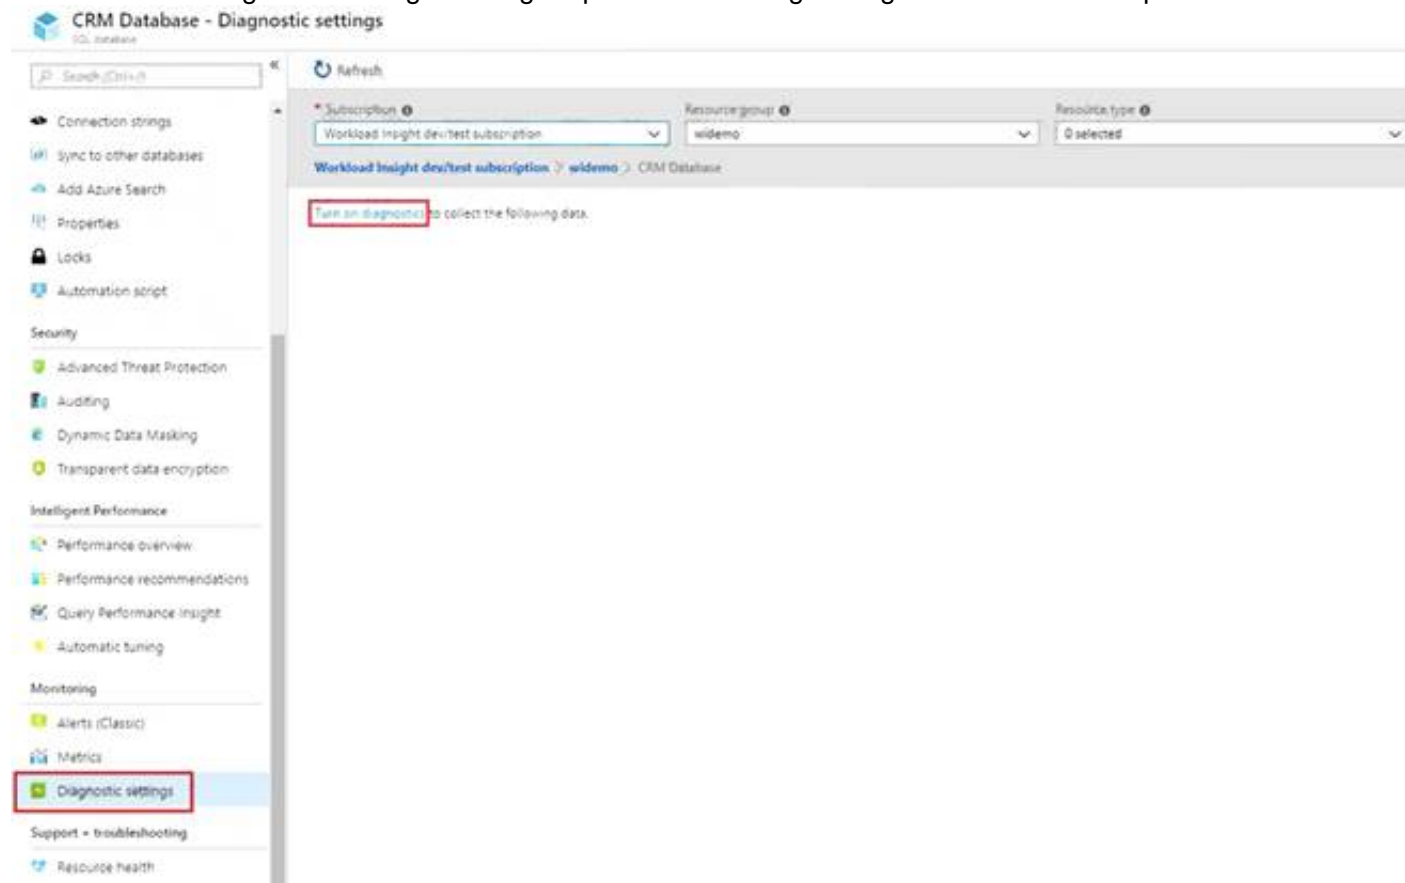 CRM Database - Diagnostic settings
SQL database
Search (Ctrl+/)
«
Refresh
Connection strings
Sync to other databases
Add Azure Search
Properties
Locks
Automation script
Security
Advanced Threat Protection
Auditing
Dynamic Data Masking
Transparent data encryption
Intelligent Performance
Performance overview
Performance recommendations
Query Performance Insight
Automatic tuning
Monitoring
Alerts (Classic)
Metrics
Diagnostic settings
Support + troubleshooting
Resource health
* Subscription
Workload Insight dev/test subscription
Resource group
widemo
Resource type
0 selected
Workload Insight dev/test subscription > widemo > CRM Database
Turn on diagnostics to collect the following data.